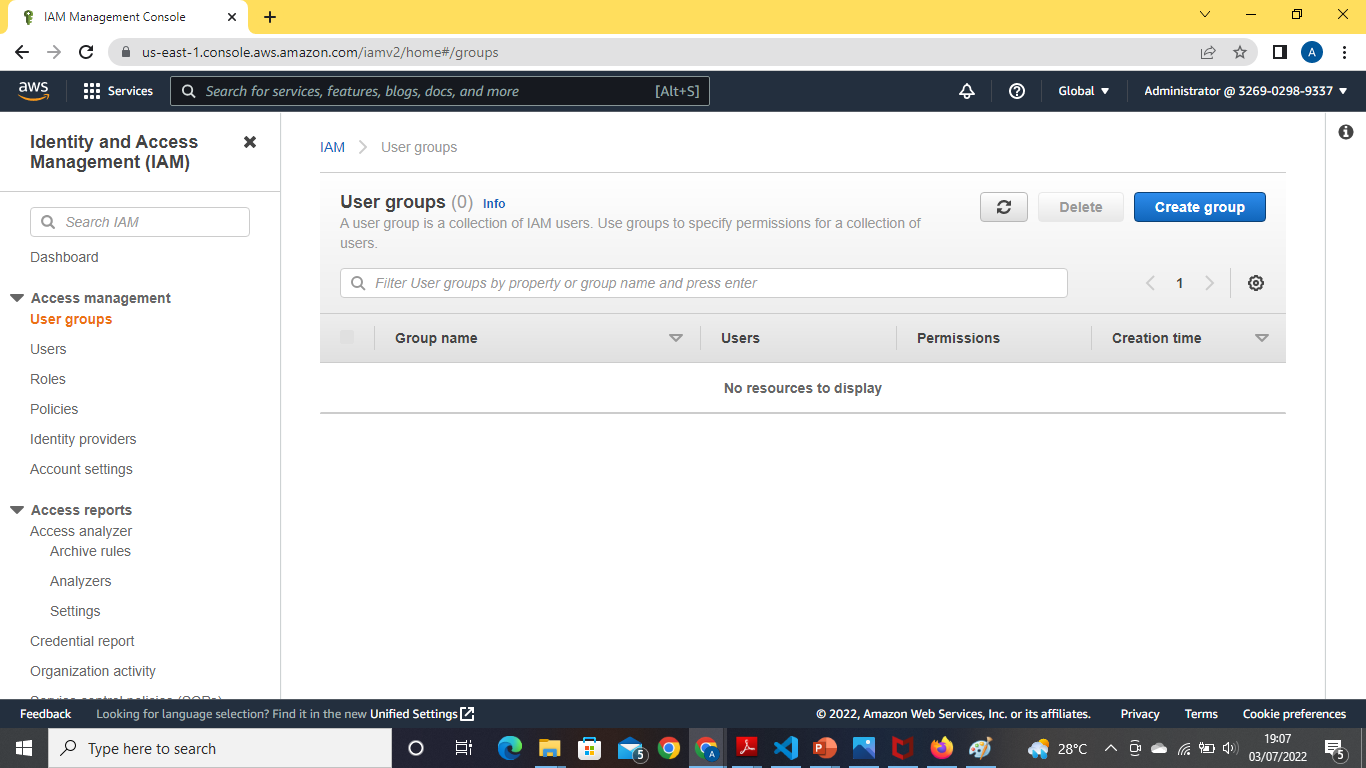 IAM Management Console
us-east-1.console.aws.amazon.com/iamv2/home#/groups
A
aws
Services
Search for services, features, blogs, docs, and more
[Alt+S]
Global
Administrator @ 3269-0298-9337
Identity and Access
Management (IAM)
Search IAM
Dashboard
Access management
User groups
Users
Roles
Policies
Identity providers
Account settings
Access reports
Access analyzer
Archive rules
Analyzers
Settings
Credential report
Organization activity
Service control policies (SCPs)
IAM
User groups
User groups (0) Info
A user group is a collection of IAM users. Use groups to specify permissions for a collection of
users.
Delete
Create group
Filter User groups by property or group name and press enter
1
Group name
Users
Permissions
Creation time
No resources to display
Feedback
Looking for language selection? Find it in the new Unified Settings
© 2022, Amazon Web Services, Inc. or its affiliates.
Privacy
Terms
Cookie preferences
Type here to search
5
A
28°C
19:07
03/07/2022
5